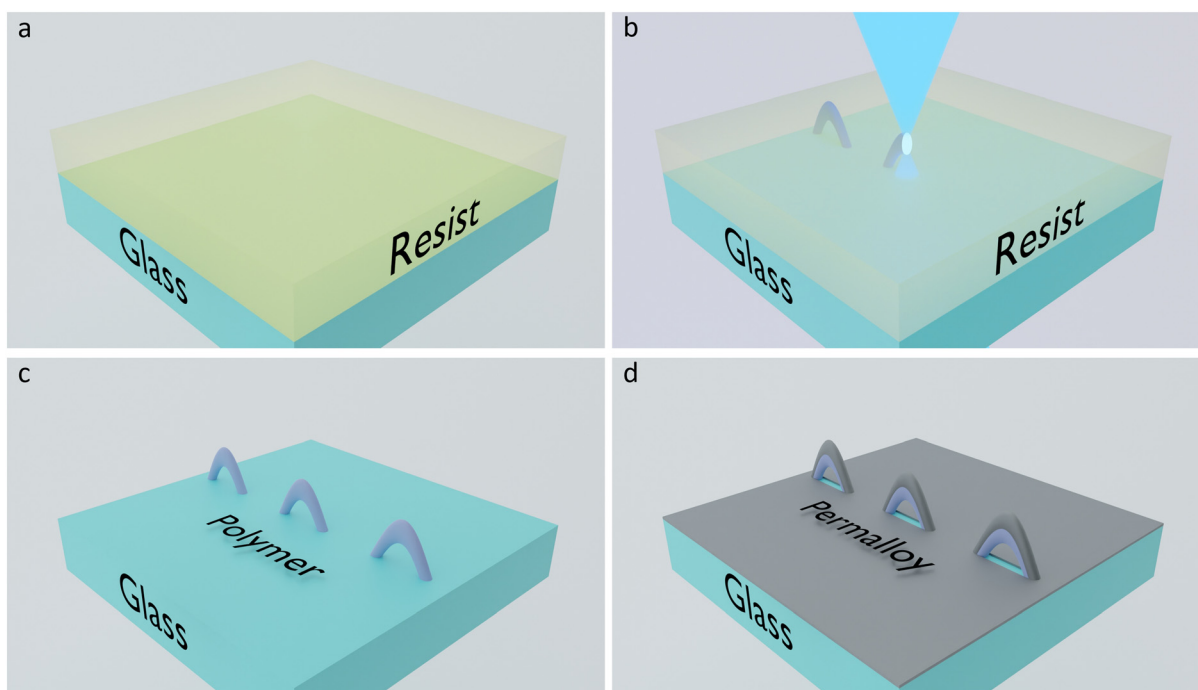 a
Glass
Resist
b
Glass
Resist
c
Polymer
Glass
d
Permalloy
Glass